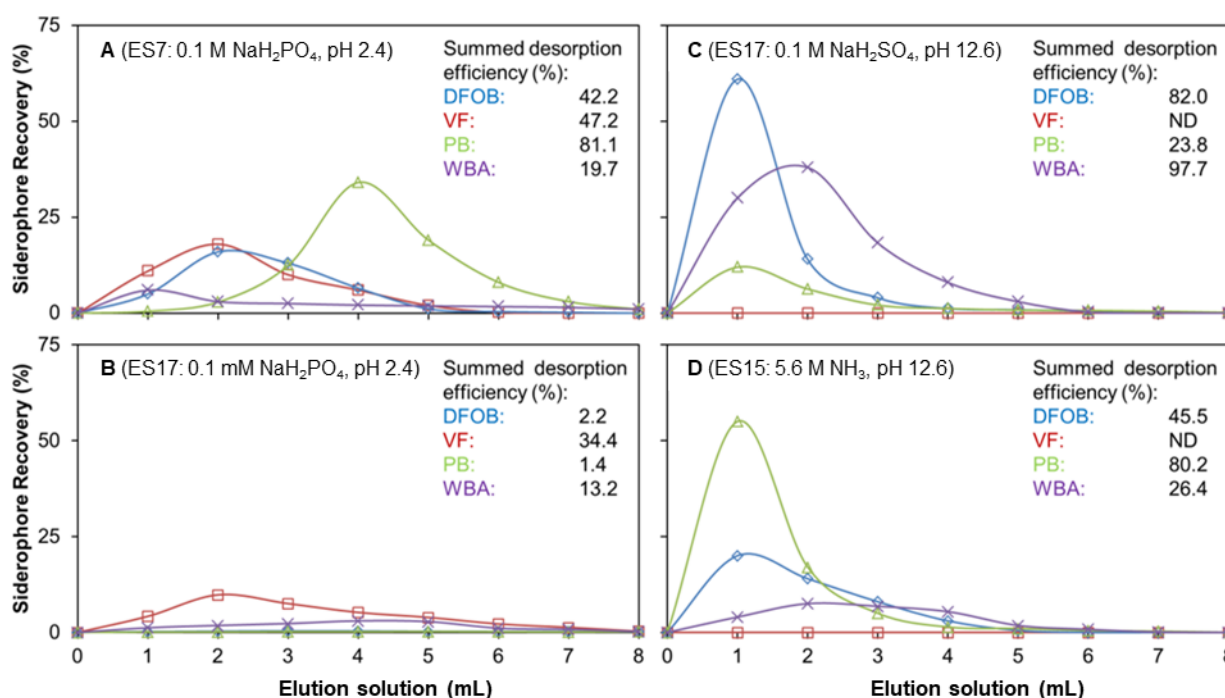 Siderophore Recovery (%)
75
50
25
0
A (ES7: 0.1 M NaH₂PO₄, pH 2.4)
Summed desorption
efficiency (%):
DFOB: 42.2
VF: 47.2
PB: 81.1
WBA: 19.7
C (ES17: 0.1 M NaH₂SO₄, pH 12.6)
Summed desorption
efficiency (%):
DFOB: 82.0
VF: ND
PB: 23.8
WBA: 97.7
Siderophore Recovery (%)
75
50
25
0
B (ES17: 0.1 mM NaH₂PO₄, pH 2.4)
Summed desorption
efficiency (%):
DFOB: 2.2
VF: 34.4
PB: 1.4
WBA: 13.2
0 1 2 3 4 5 6 7 8
Elution solution (mL)
D (ES15: 5.6 M NH₃, pH 12.6)
Summed desorption
efficiency (%):
DFOB: 45.5
VF: ND
PB: 80.2
WBA: 26.4
0 1 2 3 4 5 6 7 8
Elution solution (mL)